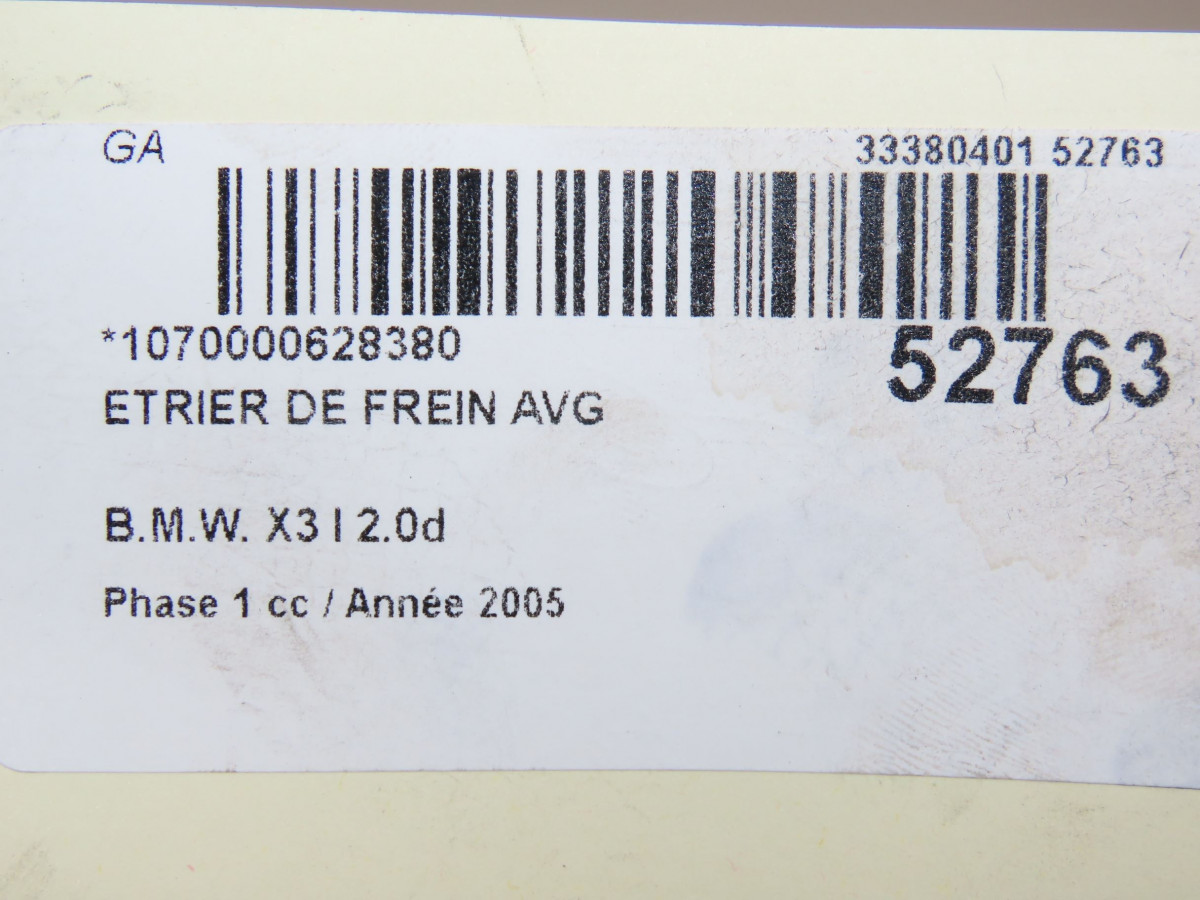 GA
33380401 52763
*1070000628380
52763
ETRIER DE FREIN AVG
B.M.W. X3 I 2.0d
Phase 1 cc / Année 2005